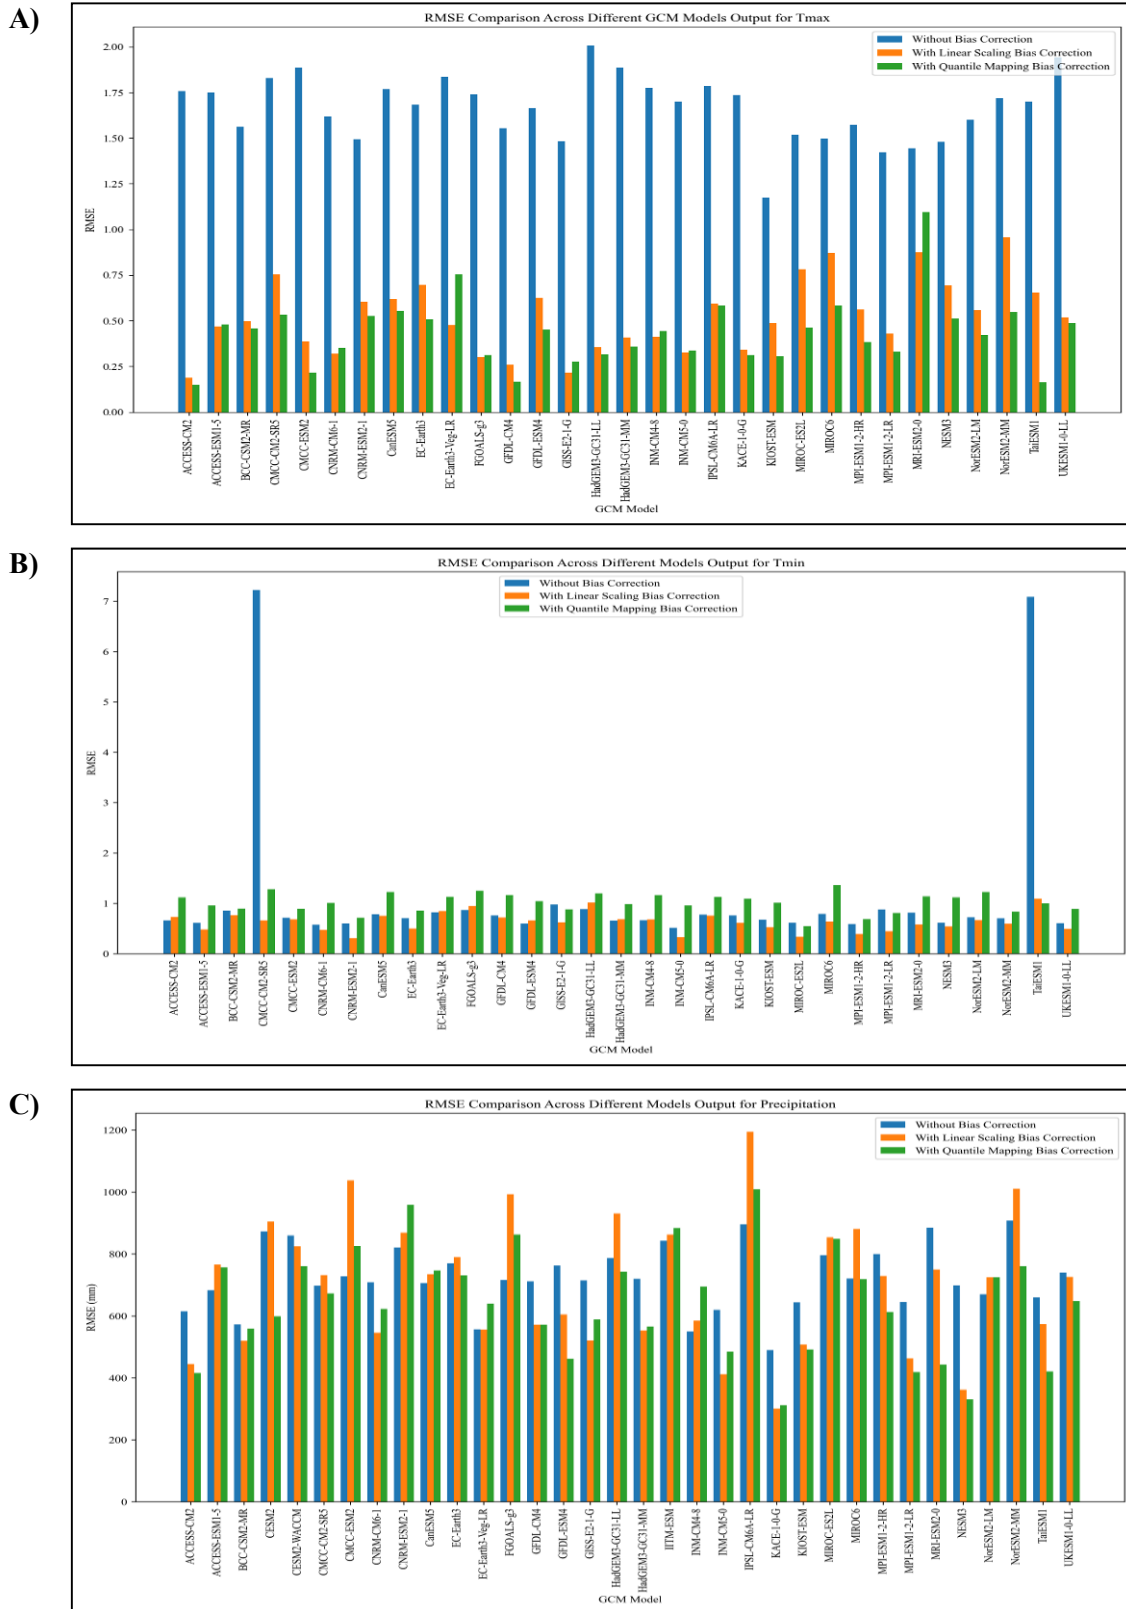 A)
RMSE Comparison Across Different GCM Models Output for Tmax
Without Bias Correction
With Linear Scaling Bias Correction
With Quantile Mapping Bias Correction
2.00
1.75
1.50
1.25
1.00
0.75
0.50
0.25
0.00
RMSE
ACCESS-CM2
ACCESS-ESM1-5
BCC-CSM2-MR
CMCC-CM2-SR5
CMCC-ESM2
CNRM-CM6-1
CNRM-ESM2-1
CanESM5
EC-Earth3
EC-Earth3-Veg-LR
FGOALS-g3
GFDL-CM4
GFDL-ESM4
GISS-E2-1-G
HadGEM3-GC31-LL
HadGEM3-GC31-MM
INM-CM4-8
INM-CM5-0
IPSL-CM6A-LR
KACE-1-0-G
KIOST-ESM
MIROC-ES2L
MIROC6
MPI-ESM1-2-HR
MPI-ESM1-2-LR
MRI-ESM2-0
NESM3
NorESM2-LM
NorESM2-MM
TaiESM1
UKESM1-0-LL
GCM Model
B)
RMSE Comparison Across Different Models Output for Tmin
Without Bias Correction
With Linear Scaling Bias Correction
With Quantile Mapping Bias Correction
7
6
5
4
3
2
1
0
RMSE
ACCESS-CM2
ACCESS-ESM1-5
BCC-CSM2-MR
CMCC-CM2-SR5
CMCC-ESM2
CNRM-CM6-1
CNRM-ESM2-1
CanESM5
EC-Earth3
EC-Earth3-Veg-LR
FGOALS-g3
GFDL-CM4
GFDL-ESM4
GISS-E2-1-G
HadGEM3-GC31-LL
HadGEM3-GC31-MM
INM-CM4-8
INM-CM5-0
IPSL-CM6A-LR
KACE-1-0-G
KIOST-ESM
MIROC-ES2L
MIROC6
MPI-ESM1-2-HR
MPI-ESM1-2-LR
MRI-ESM2-0
NESM3
NorESM2-LM
NorESM2-MM
TaiESM1
UKESM1-0-LL
GCM Model
C)
RMSE Comparison Across Different Models Output for Precipitation
Without Bias Correction
With Linear Scaling Bias Correction
With Quantile Mapping Bias Correction
1200
1000
800
600
400
200
0
RMSE (mm)
ACCESS-CM2
ACCESS-ESM1-5
BCC-CSM2-MR
CESM2
CESM2-WACCM
CMCC-CM2-SR5
CMCC-ESM2
CNRM-CM6-1
CNRM-ESM2-1
CanESM5
EC-Earth3
EC-Earth3-Veg-LR
FGOALS-g3
GFDL-CM4
GFDL-ESM4
GISS-E2-1-G
HadGEM3-GC31-LL
HadGEM3-GC31-MM
IITM-ESM
INM-CM4-8
INM-CM5-0
IPSL-CM6A-LR
KACE-1-0-G
KIOST-ESM
MIROC-ES2L
MIROC6
MPI-ESM1-2-HR
MPI-ESM1-2-LR
MRI-ESM2-0
NESM3
NorESM2-LM
NorESM2-MM
TaiESM1
UKESM1-0-LL
GCM Model